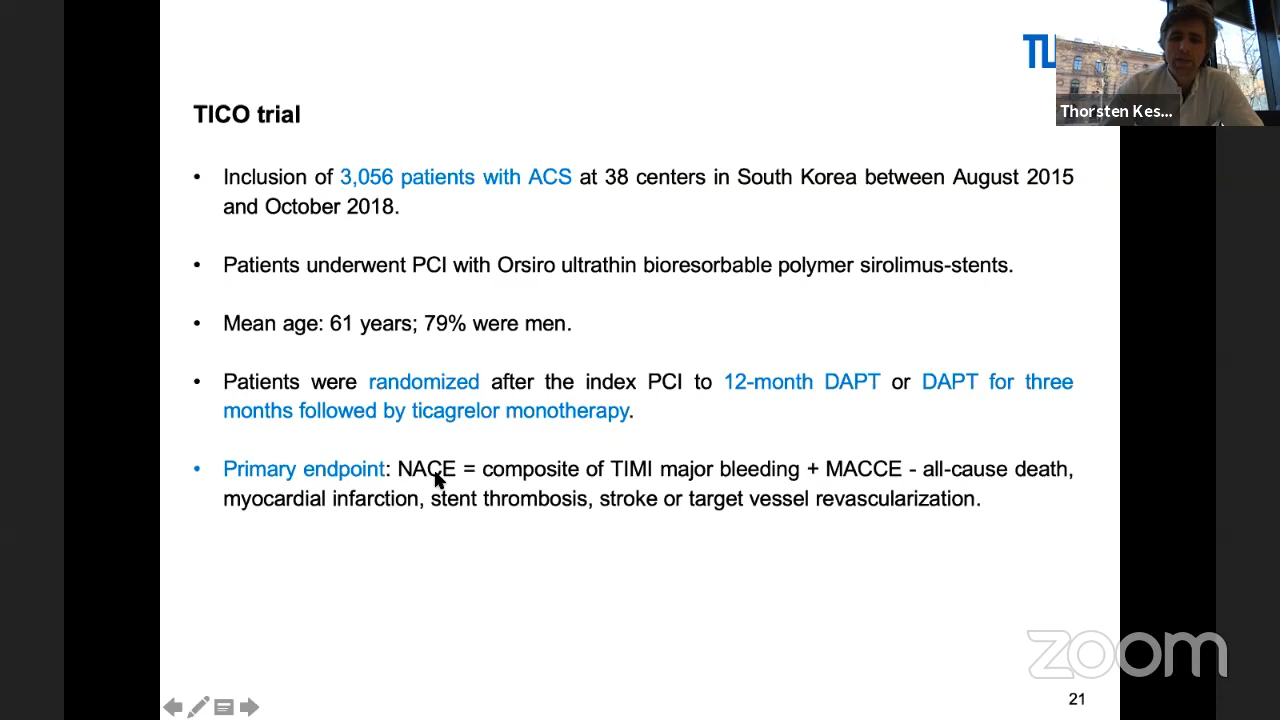 TU
Thorsten Kes...
TICO trial
• Inclusion of 3,056 patients with ACS at 38 centers in South Korea between August 2015
and October 2018.
• Patients underwent PCI with Orsiro ultrathin bioresorbable polymer sirolimus-stents.
• Mean age: 61 years; 79% were men.
• Patients were randomized after the index PCI to 12-month DAPT or DAPT for three
months followed by ticagrelor monotherapy.
• Primary endpoint: NACE = composite of TIMI major bleeding + MACCE - all-cause death,
myocardial infarction, stent thrombosis, stroke or target vessel revascularization.
zoom
21